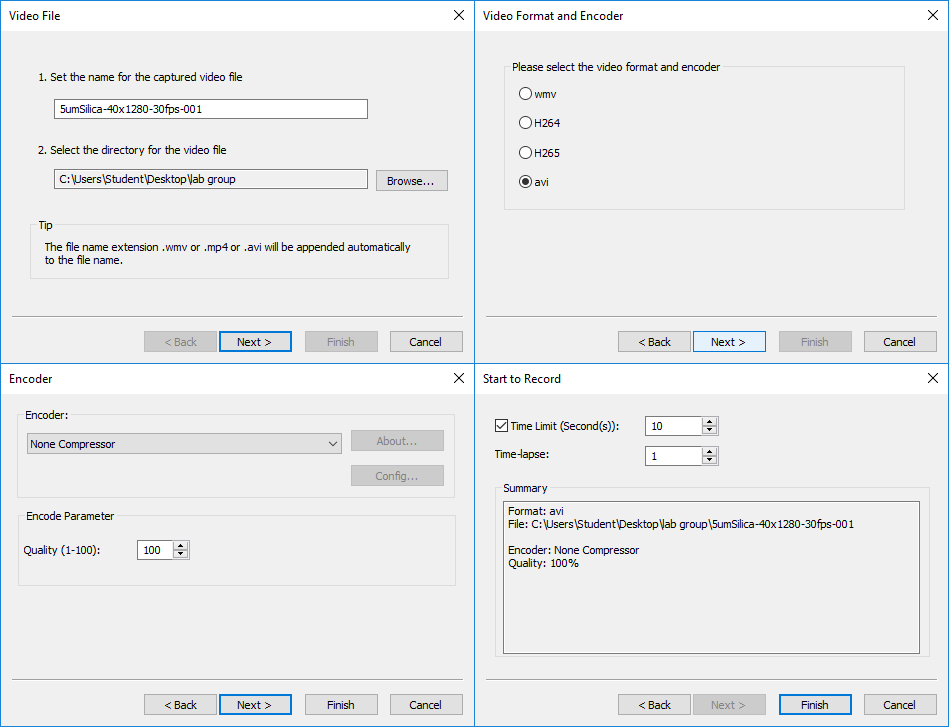 Video File
1. Set the name for the captured video file
5umSilica-40x1280-30fps-001
2. Select the directory for the video file
C:\Users\Student\Desktop\lab group
Browse...
Tip
The file name extension .wmv or .mp4 or .avi will be appended automatically
to the file name.
< Back
Next >
Finish
Cancel
Video Format and Encoder
Please select the video format and encoder
wmv
H264
H265
avi
< Back
Next >
Finish
Cancel
Encoder
Encoder:
None Compressor
About...
Config...
Encode Parameter
Quality (1-100):
100
< Back
Next >
Finish
Cancel
Start to Record
Time Limit (Second(s)):
10
Time-lapse:
1
Summary
Format: avi
File: C:\Users\Student\Desktop\lab group\5umSilica-40x1280-30fps-001
Encoder: None Compressor
Quality: 100%
< Back
Next >
Finish
Cancel